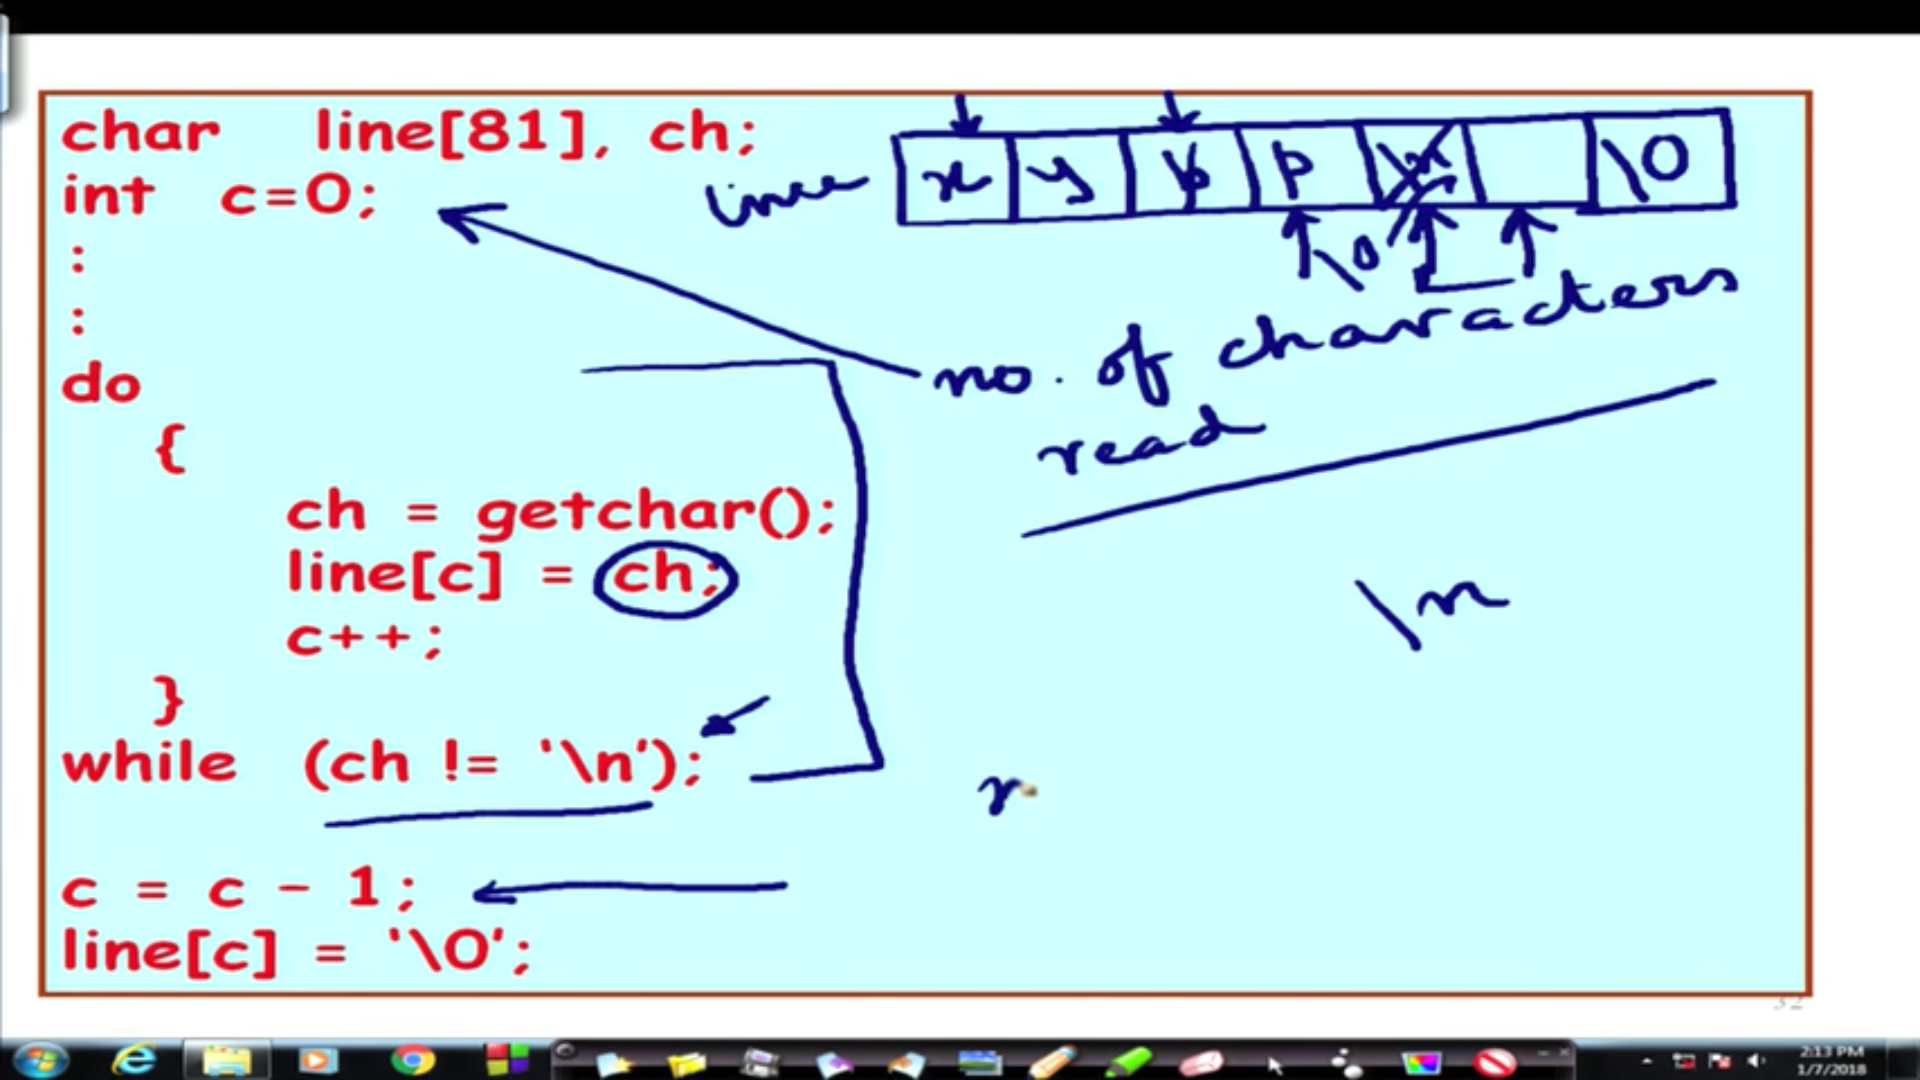 char line[81], ch;
int c=0;
:
:
do
{
ch = getchar();
line[c] = ch;
c++;
}
while (ch != '\n');
c = c - 1;
line[c] = '\0';
x y p \n \0
\0
no. of characters
read
\n
32
2:13 PM
1/7/2018